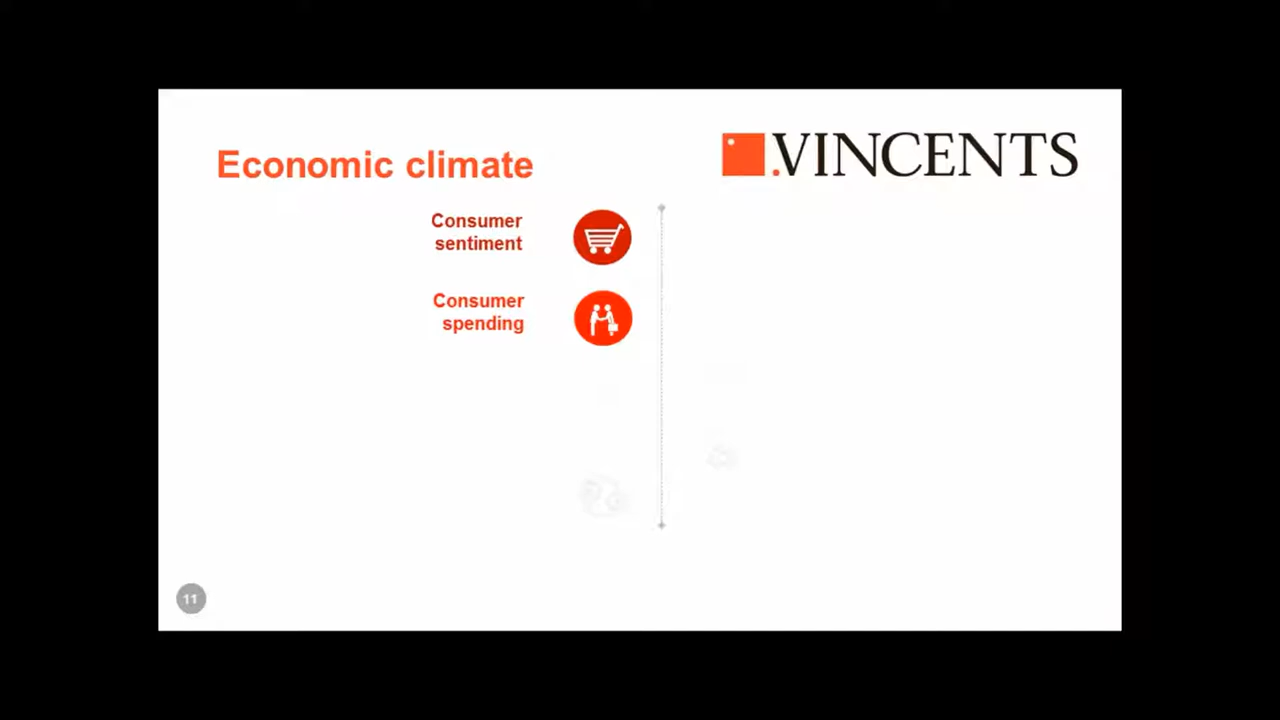 Economic climate
.VINCENTS
Consumer
sentiment
Consumer
spending
11